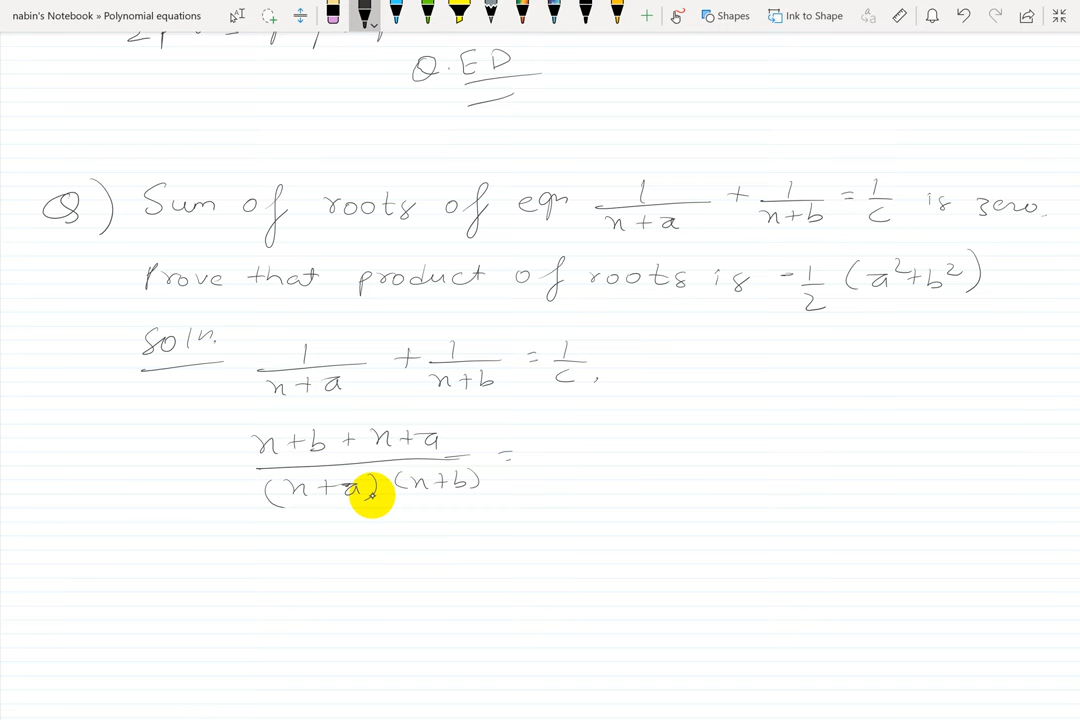 nabin's Notebook » Polynomial equations
Shapes
Ink to Shape
Q.ED
Q) Sum of roots of eqn 1/(x+a) + 1/(x+b) = 1/c is zero.
Prove that product of roots is -1/2 (a²+b²)
Soln.
1/(x+a) + 1/(x+b) = 1/c ,
(x+b + x+a)/((x+a) (x+b)) =